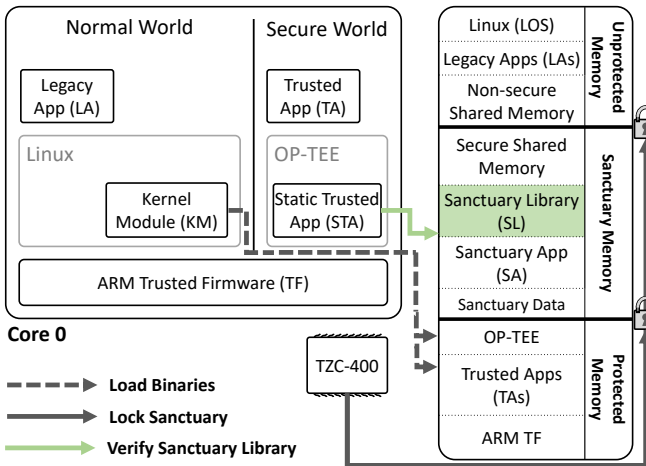 Normal World
Secure World
Legacy
App (LA)
Trusted
App (TA)
Linux
OP-TEE
Kernel
Module (KM)
Static Trusted
App (STA)
ARM Trusted Firmware (TF)
Core 0
TZC-400
Load Binaries
Lock Sanctuary
Verify Sanctuary Library
Linux (LOS)
Legacy Apps (LAs)
Non-secure
Shared Memory
Unprotected
Memory
Secure Shared
Memory
Sanctuary Library
(SL)
Sanctuary App
(SA)
Sanctuary Data
Sanctuary Memory
OP-TEE
Trusted Apps
(TAs)
ARM TF
Protected
Memory